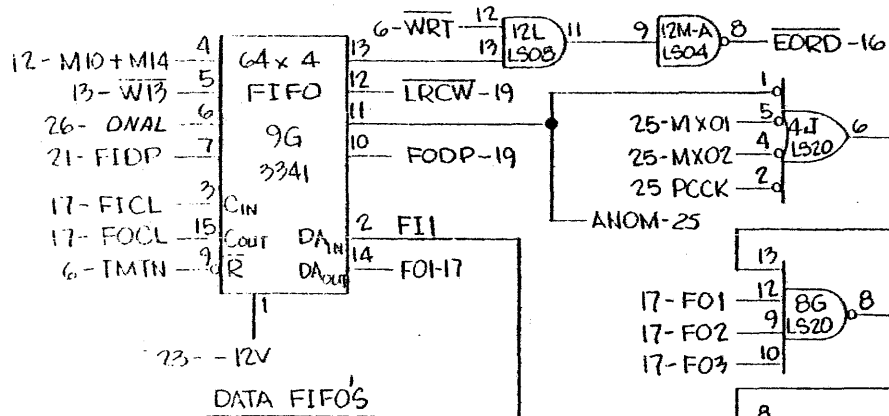 6-WRT 12
12L
LS08
13
11
9
12M-A
LS04
8
EORD-16
12-M10+M14 4
13-W13 5
26- ONAL 6
21-FIDP 7
17-FICL 3
17-FOCL 15
6-TMTN 9
64x4
FIFO
9G
3341
CIN
COUT
R
DAIN
DAOUT
13
12 LRCW-19
11
10 FODP-19
2 FI1
14 FO1-17
1
23- -12V
DATA FIFO'S
1
25-MX01 5
25-MX02 4
25 PCCK 2
4J
LS20
6
ANOM-25
13
17-FO1 12
17-FO2 9
17-FO3 10
8G
LS20
8
8